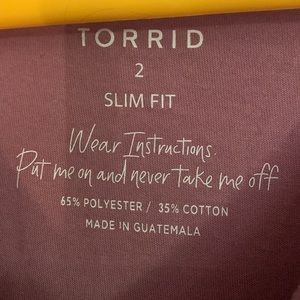 TORRID
2
SLIM FIT
Wear Instructions:
Put me on and never take me off
65% POLYESTER / 35% COTTON
MADE IN GUATEMALA